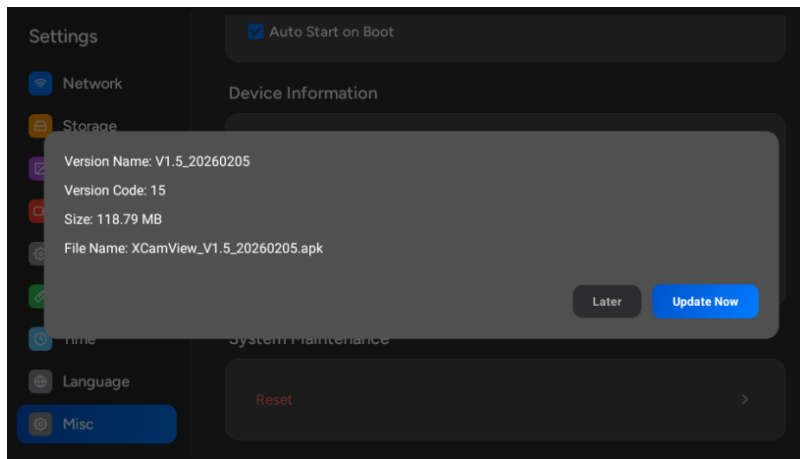 Settings
Auto Start on Boot
Network
Device Information
Storage
Version Name: V1.5_20260205
Version Code: 15
Size: 118.79 MB
File Name: XCamView_V1.5_20260205.apk
Later
Update Now
Time
System Maintenance
Language
Reset
Misc